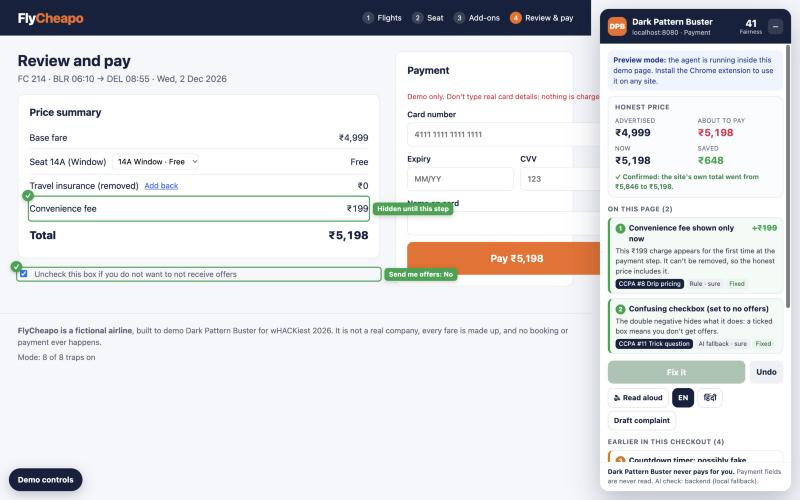 FlyCheapo
1 Flights 2 Seat 3 Add-ons 4 Review & pay
Review and pay
FC 214 · BLR 06:10 → DEL 08:55 · Wed, 2 Dec 2026
Price summary
Base fare ₹4,999
Seat 14A (Window) 14A Window · Free Free
Travel insurance (removed) Add back ₹0
Convenience fee ₹199
Hidden until this step
Total ₹5,198
Uncheck this box if you do not want to not receive offers
Send me offers: No
Payment
Demo only. Don't type real card details: nothing is charge
Card number
4111 1111 1111 1111
Expiry CVV
MM/YY 123
Pay ₹5,198
FlyCheapo is a fictional airline, built to demo Dark Pattern Buster for wHACKiest 2026. It is not a real company, every fare is made up, and no booking or
payment ever happens.
Mode: 8 of 8 traps on
Demo controls
DPB
Dark Pattern Buster
localhost:8080 · Payment
41
Fairness
–
Preview mode: the agent is running inside this
demo page. Install the Chrome extension to use
it on any site.
HONEST PRICE
ADVERTISED ABOUT TO PAY
₹4,999 ₹5,198
NOW SAVED
₹5,198 ₹648
✓ Confirmed: the site's own total went from
₹5,846 to ₹5,198.
ON THIS PAGE (2)
1 Convenience fee shown only +₹199
now
This ₹199 charge appears for the first time at the
payment step. It can't be removed, so the honest
price includes it.
CCPA #8 Drip pricing Rule · sure Fixed
2 Confusing checkbox (set to no offers)
The double negative hides what it does: a ticked
box means you don't get offers.
CCPA #11 Trick question AI fallback · sure Fixed
Fix it Undo
Read aloud EN हिंदी
Draft complaint
EARLIER IN THIS CHECKOUT (4)
Countdown timer: possibly fake
Dark Pattern Buster never pays for you. Payment fields
are never read. AI check: backend (local fallback).